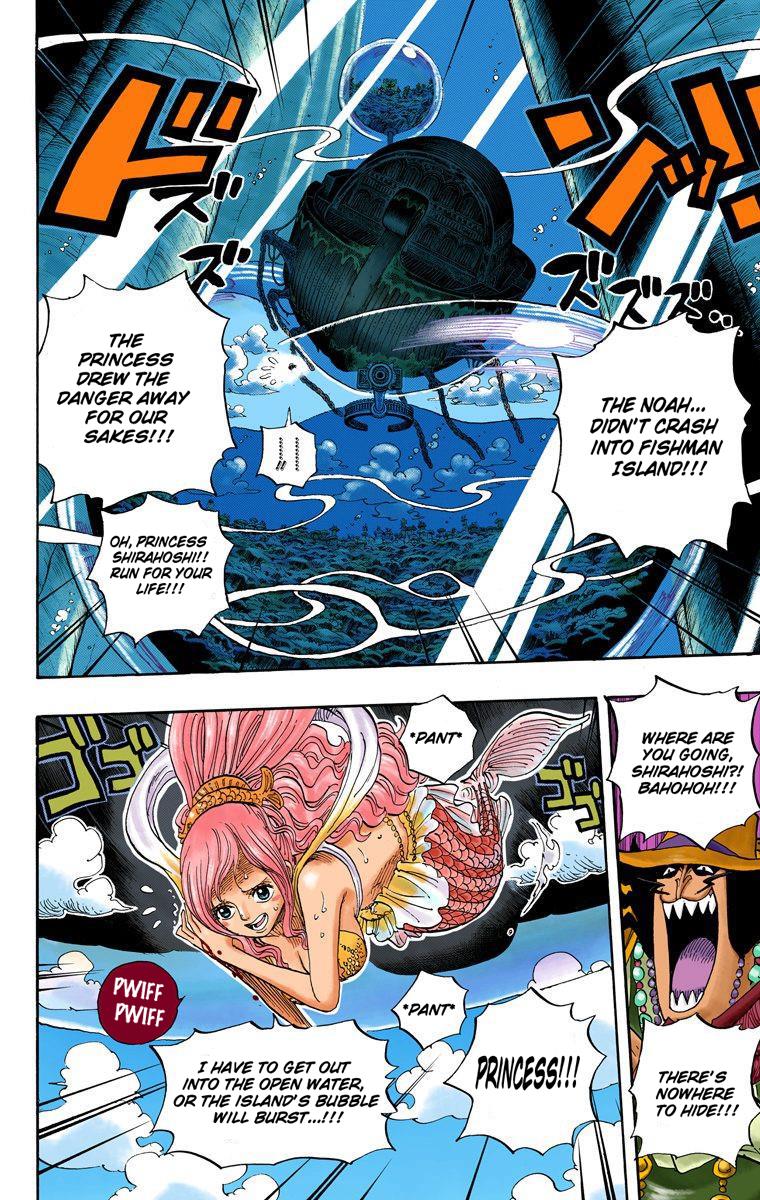 ドンッ!!
ズズ
ズズズ...
THE NOAH...
DIDN'T CRASH
INTO FISHMAN
ISLAND!!!
THE
PRINCESS
DREW THE
DANGER AWAY
FOR OUR
SAKES!!!
OH, PRINCESS
SHIRAHOSHI!!
RUN FOR YOUR
LIFE!!!
WHERE ARE
YOU GOING,
SHIRAHOSHI?!
BAHOHOH!!!
THERE'S
NOWHERE
TO HIDE!!!
ゴゴゴ
*PANT*
ゴゴ
PWIFF
PWIFF
*PANT*
PRINCESS!!!
I HAVE TO GET OUT
INTO THE OPEN WATER,
OR THE ISLAND'S BUBBLE
WILL BURST...!!!